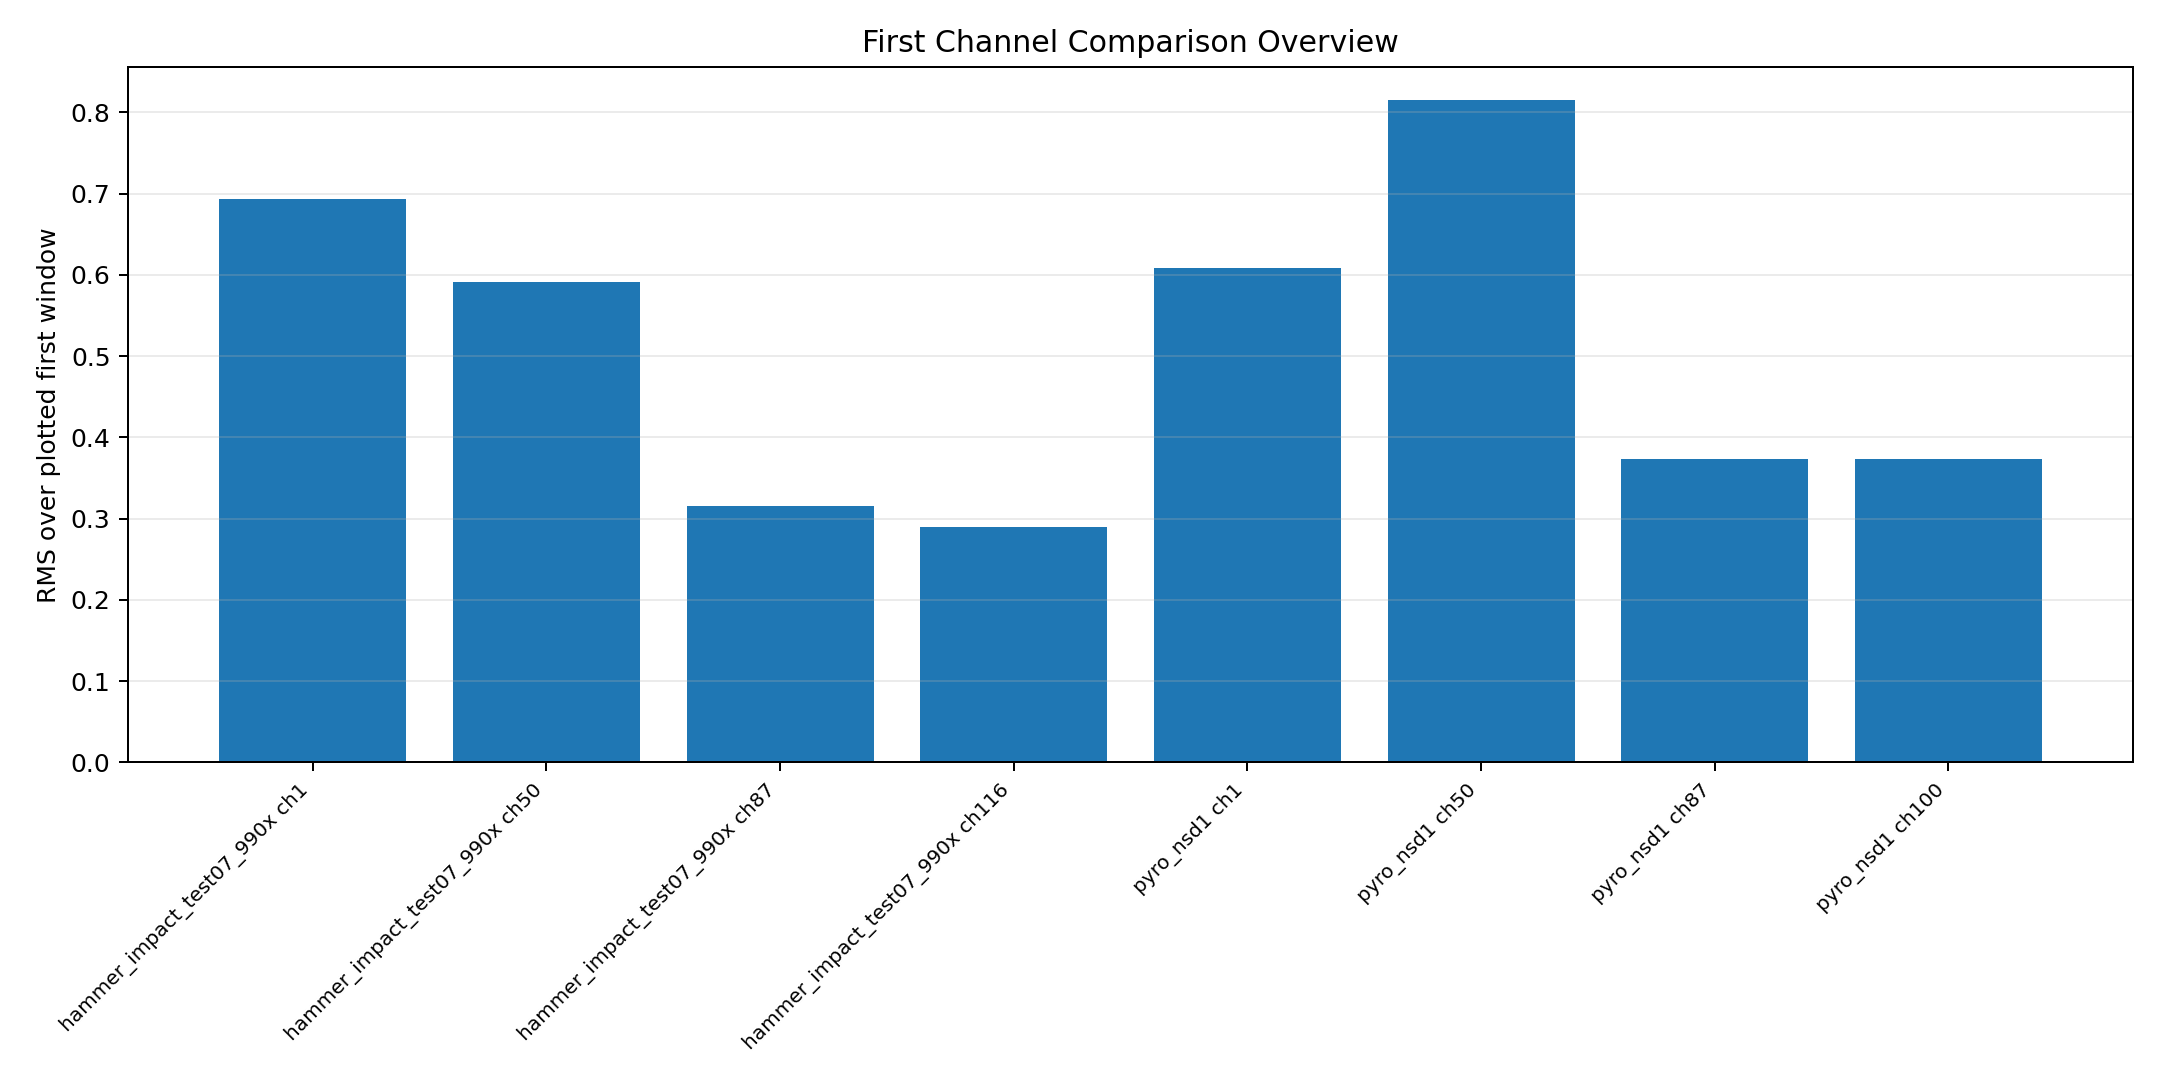 First Channel Comparison Overview
RMS over plotted first window
0.8
0.7
0.6
0.5
0.4
0.3
0.2
0.1
0.0
hammer_impact_test07_990x ch1
hammer_impact_test07_990x ch50
hammer_impact_test07_990x ch87
hammer_impact_test07_990x ch116
pyro_nsd1 ch1
pyro_nsd1 ch50
pyro_nsd1 ch87
pyro_nsd1 ch100